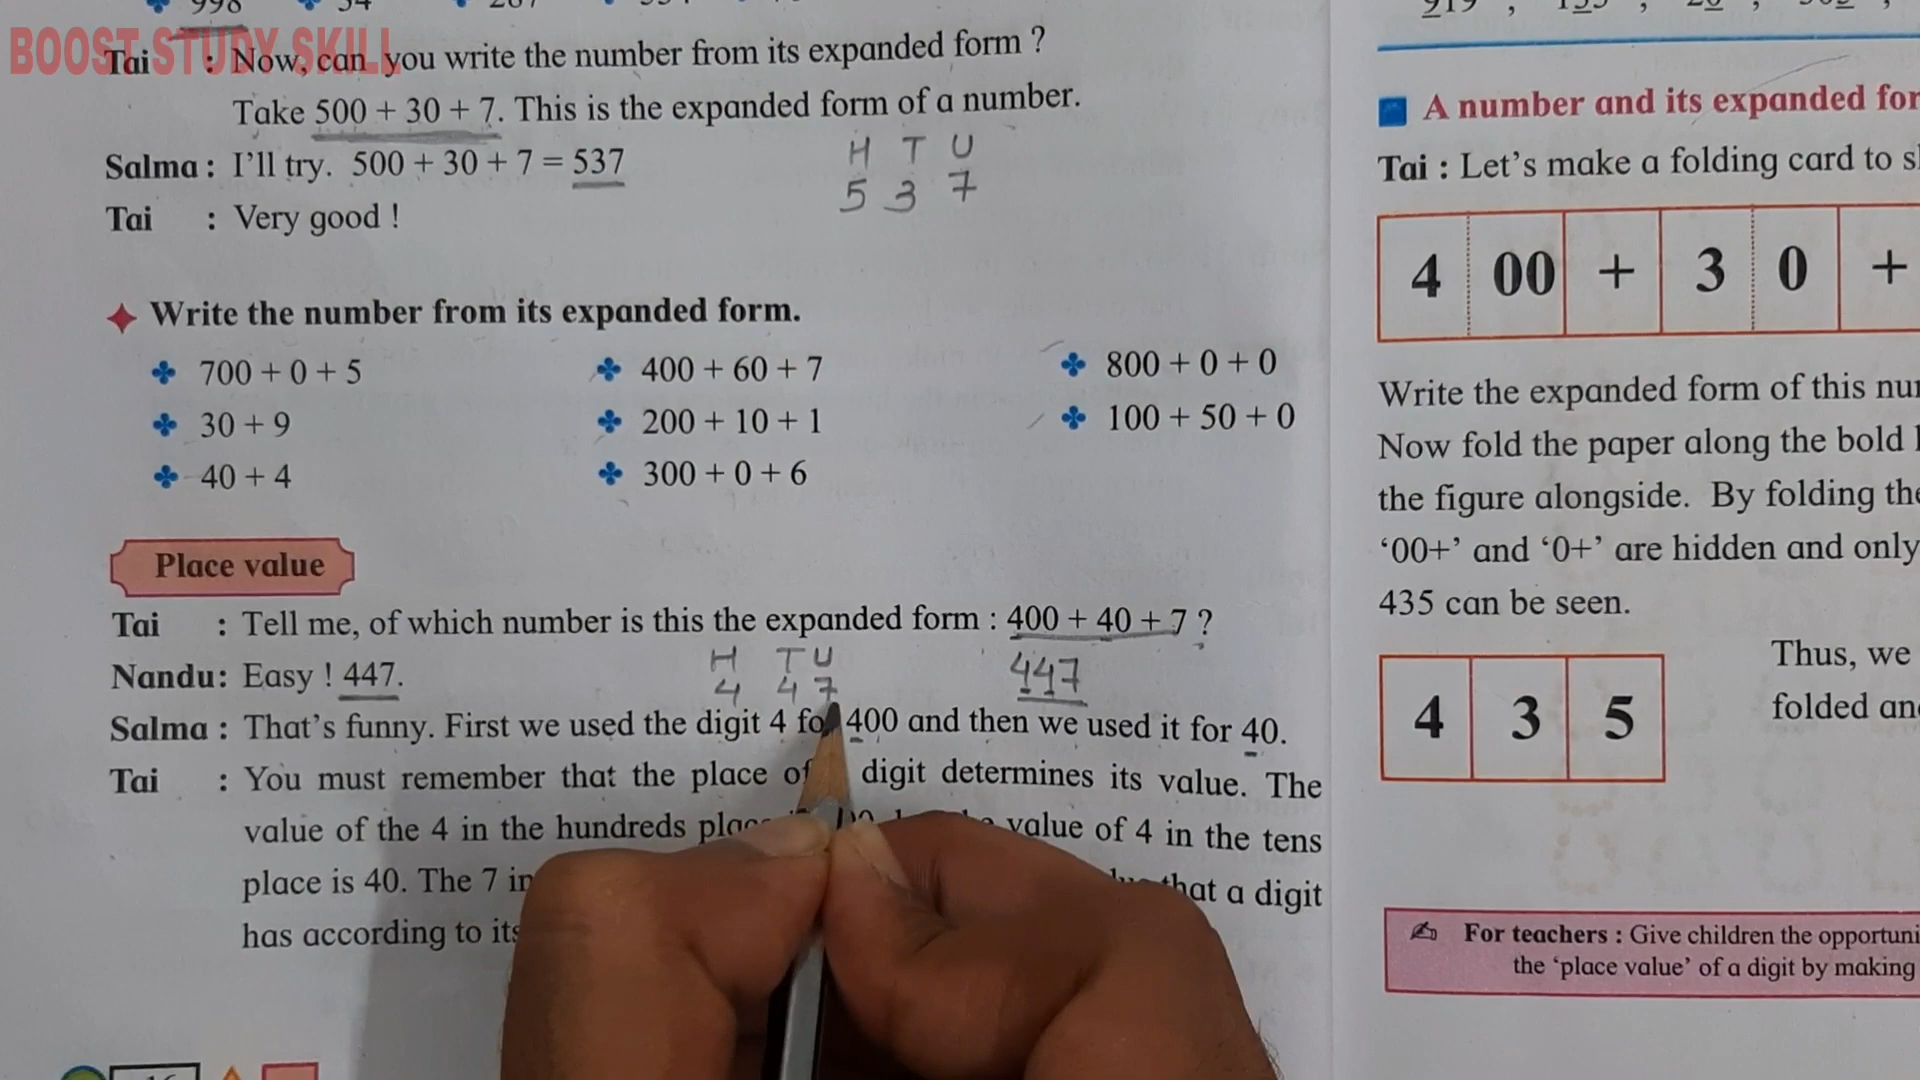 998
BOOST STUDY SKILL
Tai : Now, can you write the number from its expanded form ?
Take 500 + 30 + 7. This is the expanded form of a number.
Salma : I'll try. 500 + 30 + 7 = 537
H T U
5 3 7
Tai : Very good !
Write the number from its expanded form.
700 + 0 + 5 400 + 60 + 7 800 + 0 + 0
30 + 9 200 + 10 + 1 100 + 50 + 0
40 + 4 300 + 0 + 6
Place value
Tai : Tell me, of which number is this the expanded form : 400 + 40 + 7 ?
Nandu: Easy ! 447.
H T U
4 4 7
447
Salma : That's funny. First we used the digit 4 400 and then we used it for 40.
Tai : You must remember that the place digit determines its value. The
value of the 4 in the hundreds value of 4 in the tens
place is 40. The 7 that a digit
has according to its
A number and its expanded
Tai : Let's make a folding card to
4 00 + 3 0 +
Write the expanded form of this
Now fold the paper along the bold
the figure alongside. By folding
'00+' and '0+' are hidden and only
435 can be seen.
4 3 5
Thus, we
folded
For teachers : Give children the
the 'place value' of a digit by making